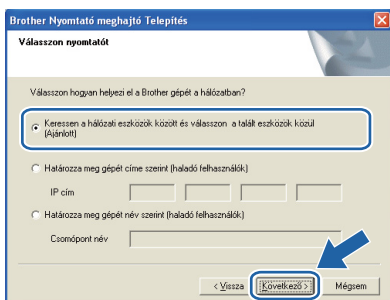 Brother Nyomtató meghajtó Telepítés
Válasszon nyomtatót
Válasszon hogyan helyezi el a Brother gépét a hálózatban?
Keressen a hálózati eszközök között és válasszon a talált eszközök közül
(Ajánlott)
Határozza meg gépét címe szerint (haladó felhasználók)
IP cím
Határozza meg gépét név szerint (haladó felhasználók)
Csomópont név
< Vissza Következő > Mégsem